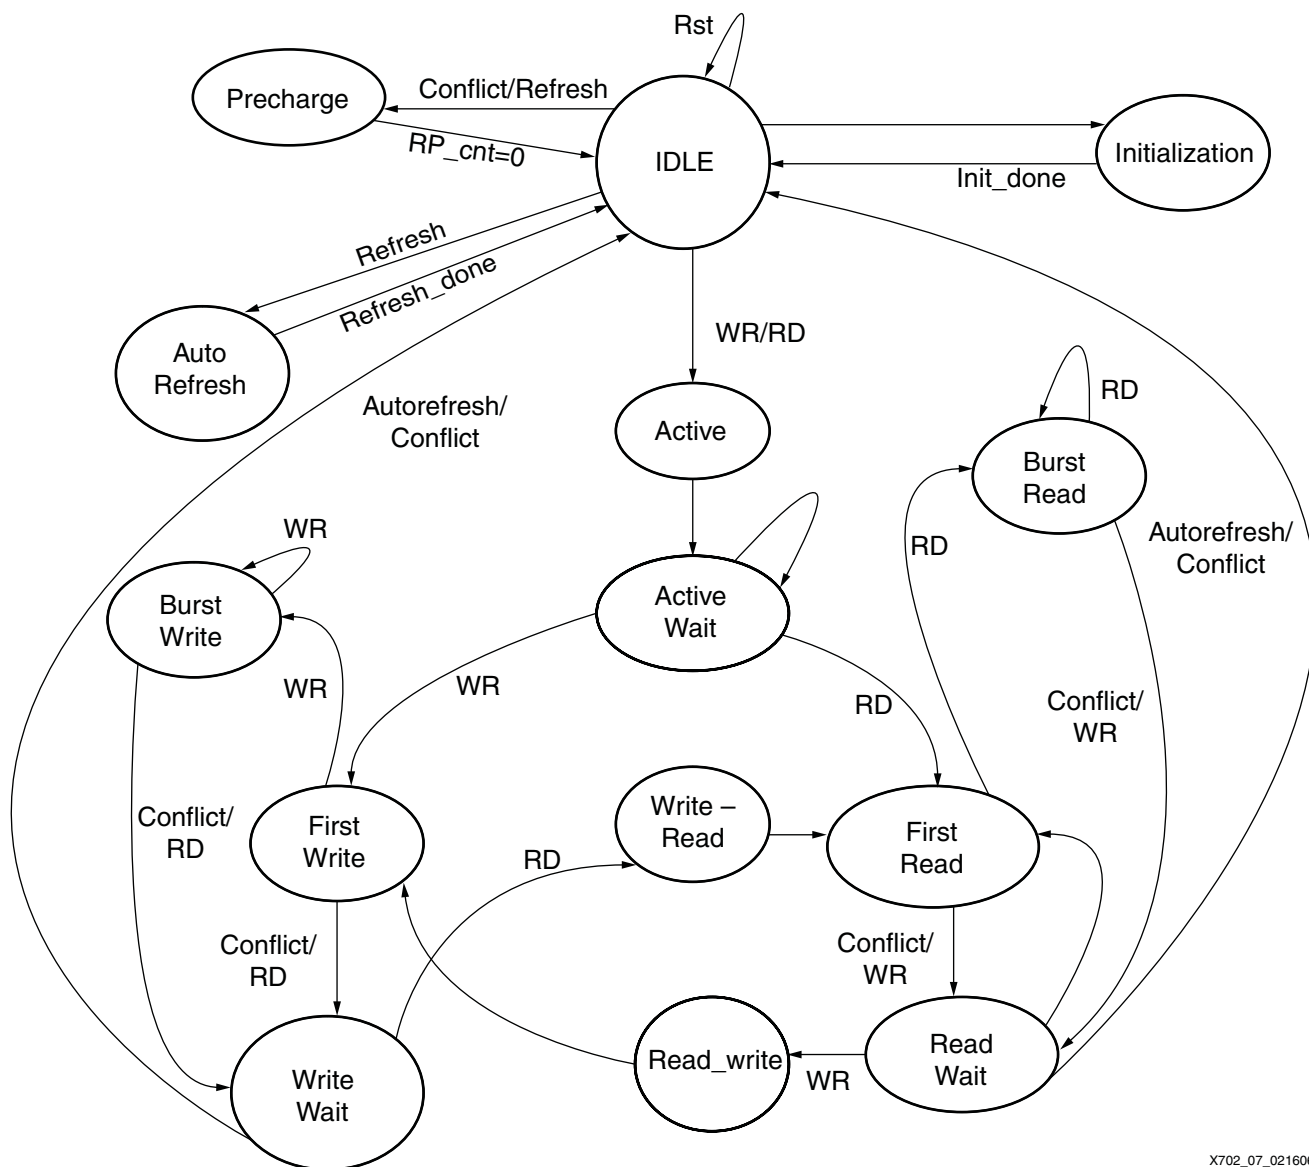 Rst
Precharge
Conflict/Refresh
RP_cnt=0
IDLE
Initialization
Init_done
Refresh
Refresh_done
Auto
Refresh
WR/RD
Autorefresh/
Conflict
Active
RD
Burst
Read
WR
Burst
Write
Active
Wait
RD
Autorefresh/
Conflict
WR
WR
RD
Conflict/
WR
Conflict/
RD
First
Write
Write –
Read
First
Read
RD
Conflict/
RD
Conflict/
WR
Write
Wait
Read_write
WR
Read
Wait